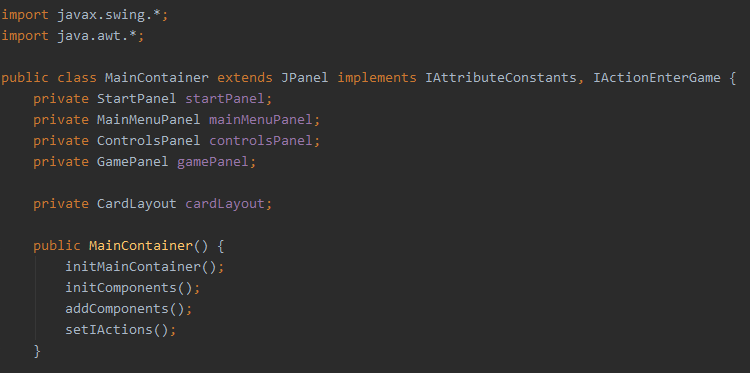 import javax.swing.*;
import java.awt.*;
public class MainContainer extends JPanel implements IAttributeConstants, IActionEnterGame {
private StartPanel startPanel;
private MainMenuPanel mainMenuPanel;
private ControlsPanel controlsPanel;
private GamePanel gamePanel;
private CardLayout cardLayout;
public MainContainer() {
initMainContainer();
initComponents();
addComponents();
setIActions();
}